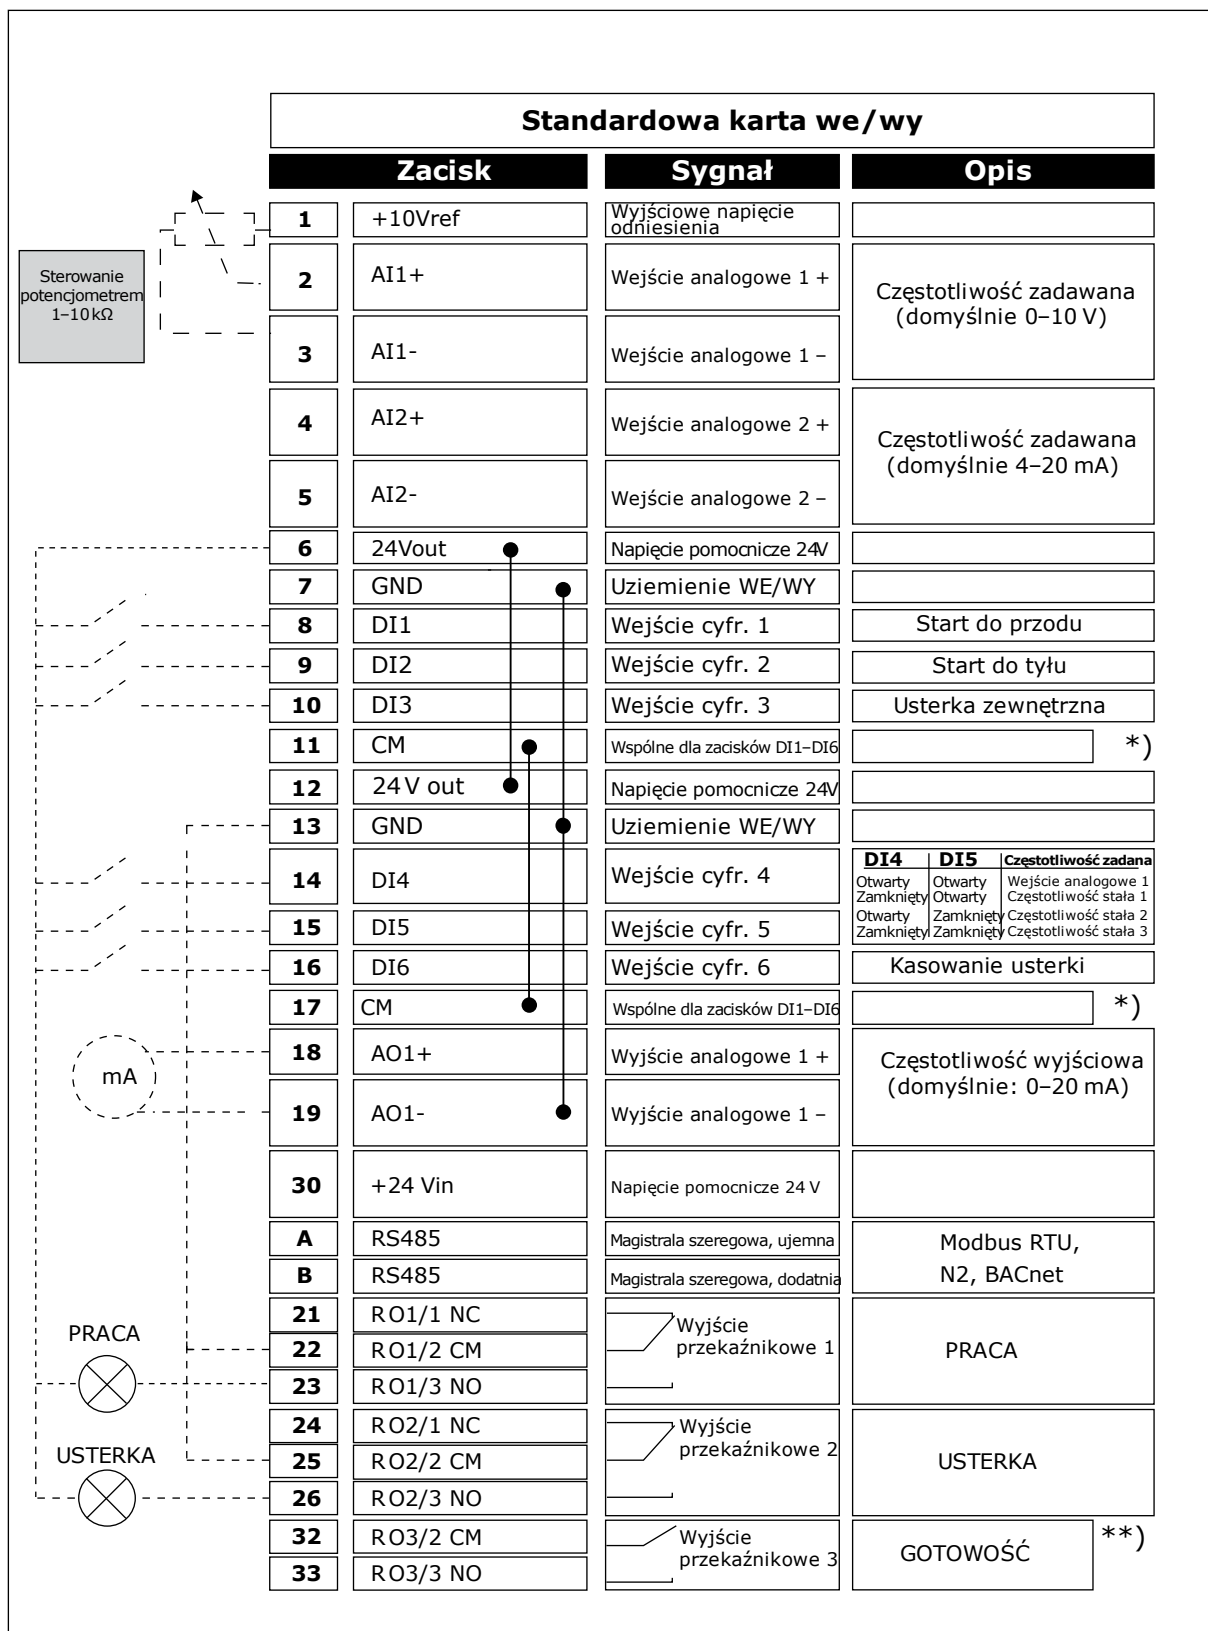 Standardowa karta we/wy
Zacisk Sygnał Opis
1 +10Vref Wyjściowe napięcie
odniesienia
Sterowanie
potencjometrem
1–10 kΩ
2 AI1+ Wejście analogowe 1 +
Częstotliwość zadawana
(domyślnie 0–10 V)
3 AI1- Wejście analogowe 1 –
4 AI2+ Wejście analogowe 2 +
Częstotliwość zadawana
(domyślnie 4–20 mA)
5 AI2- Wejście analogowe 2 –
6 24Vout Napięcie pomocnicze 24V
7 GND Uziemienie WE/WY
8 DI1 Wejście cyfr. 1 Start do przodu
9 DI2 Wejście cyfr. 2 Start do tyłu
10 DI3 Wejście cyfr. 3 Usterka zewnętrzna
11 CM Wspólne dla zacisków DI1–DI6 *)
12 24 V out Napięcie pomocnicze 24V
13 GND Uziemienie WE/WY
14 DI4 Wejście cyfr. 4
DI4 DI5 Częstotliwość zadana
Otwarty Otwarty Wejście analogowe 1
Zamknięty Otwarty Częstotliwość stała 1
Otwarty Zamknięty Częstotliwość stała 2
Zamknięty Zamknięty Częstotliwość stała 3
15 DI5 Wejście cyfr. 5
16 DI6 Wejście cyfr. 6 Kasowanie usterki
17 CM Wspólne dla zacisków DI1–DI6 *)
mA
18 AO1+ Wyjście analogowe 1 +
Częstotliwość wyjściowa
(domyślnie: 0–20 mA)
19 AO1- Wyjście analogowe 1 –
30 +24 Vin Napięcie pomocnicze 24 V
A RS485 Magistrala szeregowa, ujemna
B RS485 Magistrala szeregowa, dodatnia
Modbus RTU,
N2, BACnet
21 RO1/1 NC
22 RO1/2 CM
23 RO1/3 NO
Wyjście
przekaźnikowe 1
PRACA
PRACA
24 RO2/1 NC
25 RO2/2 CM
26 RO2/3 NO
Wyjście
przekaźnikowe 2
USTERKA
USTERKA
32 RO3/2 CM
33 RO3/3 NO
Wyjście
przekaźnikowe 3
GOTOWOŚĆ **)